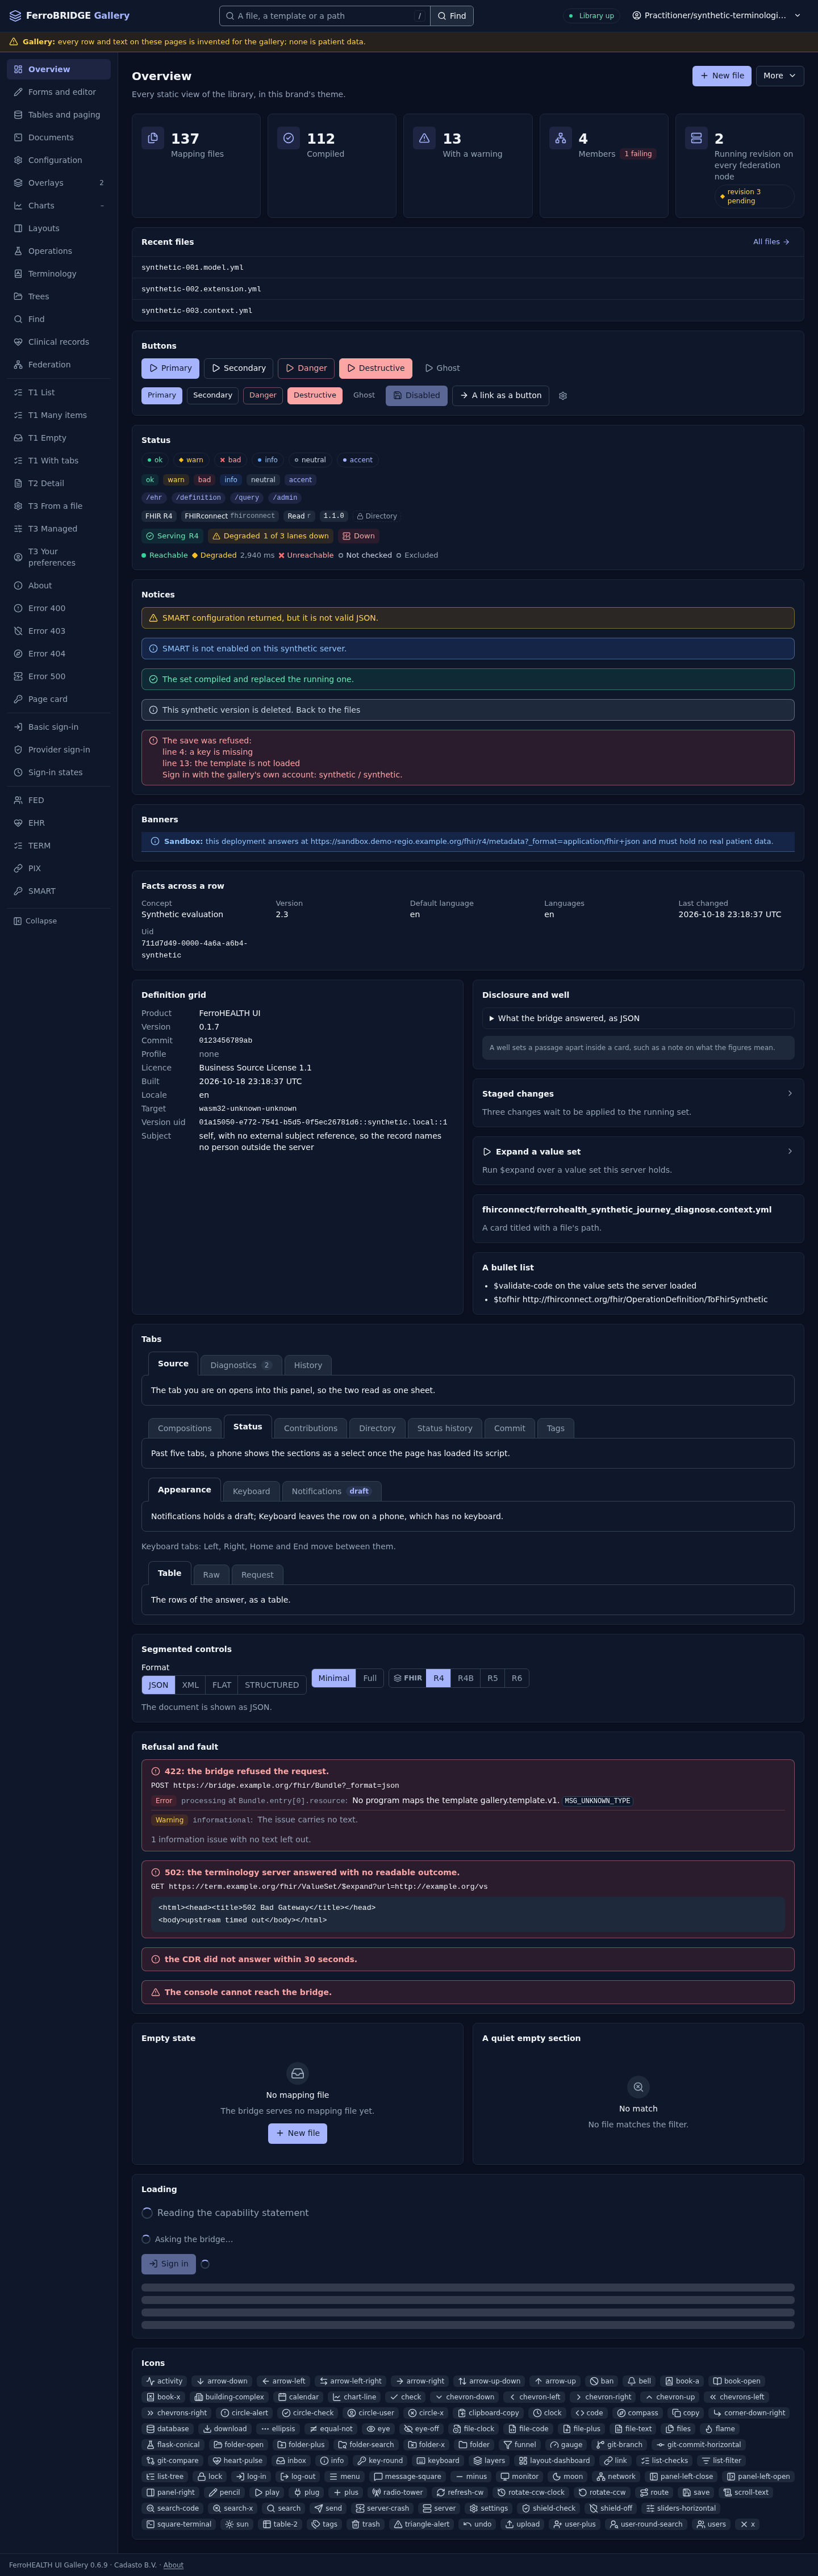 FerroBRIDGE Gallery
A file, a template or a path /
Find
Library up
Practitioner/synthetic-terminologi...
Gallery: every row and text on these pages is invented for the gallery; none is patient data.
Overview
Forms and editor
Tables and paging
Documents
Configuration
Overlays 2
Charts –
Layouts
Operations
Terminology
Trees
Find
Clinical records
Federation
T1 List
T1 Many items
T1 Empty
T1 With tabs
T2 Detail
T3 From a file
T3 Managed
T3 Your
preferences
About
Error 400
Error 403
Error 404
Error 500
Page card
Basic sign-in
Provider sign-in
Sign-in states
FED
EHR
TERM
PIX
SMART
Collapse
Overview
Every static view of the library, in this brand's theme.
New file
More
137
Mapping files
112
Compiled
13
With a warning
4
Members 1 failing
2
Running revision on
every federation
node
revision 3
pending
Recent files
All files
synthetic-001.model.yml
synthetic-002.extension.yml
synthetic-003.context.yml
Buttons
Primary Secondary Danger Destructive Ghost
Primary Secondary Danger Destructive Ghost Disabled A link as a button
Status
ok warn bad info neutral accent
ok warn bad info neutral accent
/ehr /definition /query /admin
FHIR R4 FHIRconnect fhirconnect Read r 1.1.0 Directory
Serving R4 Degraded 1 of 3 lanes down Down
Reachable Degraded 2,940 ms Unreachable Not checked Excluded
Notices
SMART configuration returned, but it is not valid JSON.
SMART is not enabled on this synthetic server.
The set compiled and replaced the running one.
This synthetic version is deleted. Back to the files
The save was refused:
line 4: a key is missing
line 13: the template is not loaded
Sign in with the gallery's own account: synthetic / synthetic.
Banners
Sandbox: this deployment answers at https://sandbox.demo-regio.example.org/fhir/r4/metadata?_format=application/fhir+json and must hold no real patient data.
Facts across a row
Concept
Synthetic evaluation
Version
2.3
Default language
en
Languages
en
Last changed
2026-10-18 23:18:37 UTC
Uid
711d7d49-0000-4a6a-a6b4-
synthetic
Definition grid
Product FerroHEALTH UI
Version 0.1.7
Commit 0123456789ab
Profile none
Licence Business Source License 1.1
Built 2026-10-18 23:18:37 UTC
Locale en
Target wasm32-unknown-unknown
Version uid 01a15050-e772-7541-b5d5-0f5ec26781d6::synthetic.local::1
Subject self, with no external subject reference, so the record names
no person outside the server
Disclosure and well
What the bridge answered, as JSON
A well sets a passage apart inside a card, such as a note on what the figures mean.
Staged changes
Three changes wait to be applied to the running set.
Expand a value set
Run $expand over a value set this server holds.
fhirconnect/ferrohealth_synthetic_journey_diagnose.context.yml
A card titled with a file's path.
A bullet list
• $validate-code on the value sets the server loaded
• $tofhir http://fhirconnect.org/fhir/OperationDefinition/ToFhirSynthetic
Tabs
Source Diagnostics 2 History
The tab you are on opens into this panel, so the two read as one sheet.
Compositions Status Contributions Directory Status history Commit Tags
Past five tabs, a phone shows the sections as a select once the page has loaded its script.
Appearance Keyboard Notifications draft
Notifications holds a draft; Keyboard leaves the row on a phone, which has no keyboard.
Keyboard tabs: Left, Right, Home and End move between them.
Table Raw Request
The rows of the answer, as a table.
Segmented controls
Format
JSON XML FLAT STRUCTURED Minimal Full FHIR R4 R4B R5 R6
The document is shown as JSON.
Refusal and fault
422: the bridge refused the request.
POST https://bridge.example.org/fhir/Bundle?_format=json
Error processing at Bundle.entry[0].resource: No program maps the template gallery.template.v1. MSG_UNKNOWN_TYPE
Warning informational: The issue carries no text.
1 information issue with no text left out.
502: the terminology server answered with no readable outcome.
GET https://term.example.org/fhir/ValueSet/$expand?url=http://example.org/vs
<html><head><title>502 Bad Gateway</title></head>
<body>upstream timed out</body></html>
the CDR did not answer within 30 seconds.
The console cannot reach the bridge.
Empty state
No mapping file
The bridge serves no mapping file yet.
New file
A quiet empty section
No match
No file matches the filter.
Loading
Reading the capability statement
Asking the bridge…
Sign in
Icons
activity arrow-down arrow-left arrow-left-right arrow-right arrow-up-down arrow-up ban bell book-a book-open
book-x building-complex calendar chart-line check chevron-down chevron-left chevron-right chevron-up chevrons-left
chevrons-right circle-alert circle-check circle-user circle-x clipboard-copy clock code compass copy corner-down-right
database download ellipsis equal-not eye eye-off file-clock file-code file-plus file-text files flame
flask-conical folder-open folder-plus folder-search folder-x folder funnel gauge git-branch git-commit-horizontal
git-compare heart-pulse inbox info key-round keyboard layers layout-dashboard link list-checks list-filter
list-tree lock log-in log-out menu message-square minus monitor moon network panel-left-close panel-left-open
panel-right pencil play plug plus radio-tower refresh-cw rotate-ccw-clock rotate-ccw route save scroll-text
search-code search-x search send server-crash server settings shield-check shield-off sliders-horizontal
square-terminal sun table-2 tags trash triangle-alert undo upload user-plus user-round-search users x
FerroHEALTH UI Gallery 0.6.9 · Cadasto B.V. · About